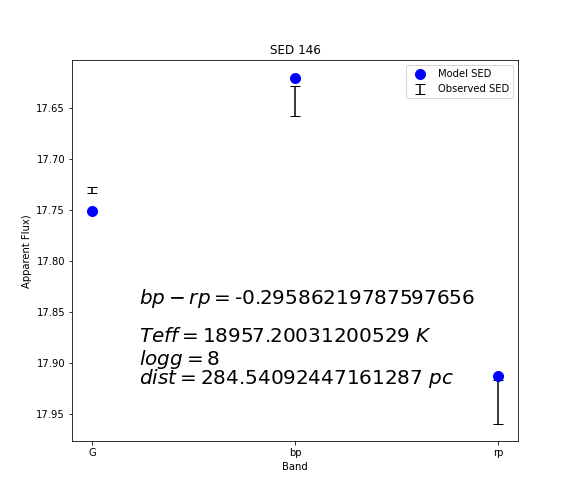 SED 146
Model SED
Observed SED
17.65
17.70
17.75
17.80
17.85
17.90
17.95
Apparent Flux)
bp − rp = -0.29586219787597656
Teff = 18957.20031200529 K
logg = 8
dist = 284.54092447161287 pc
G bp rp
Band